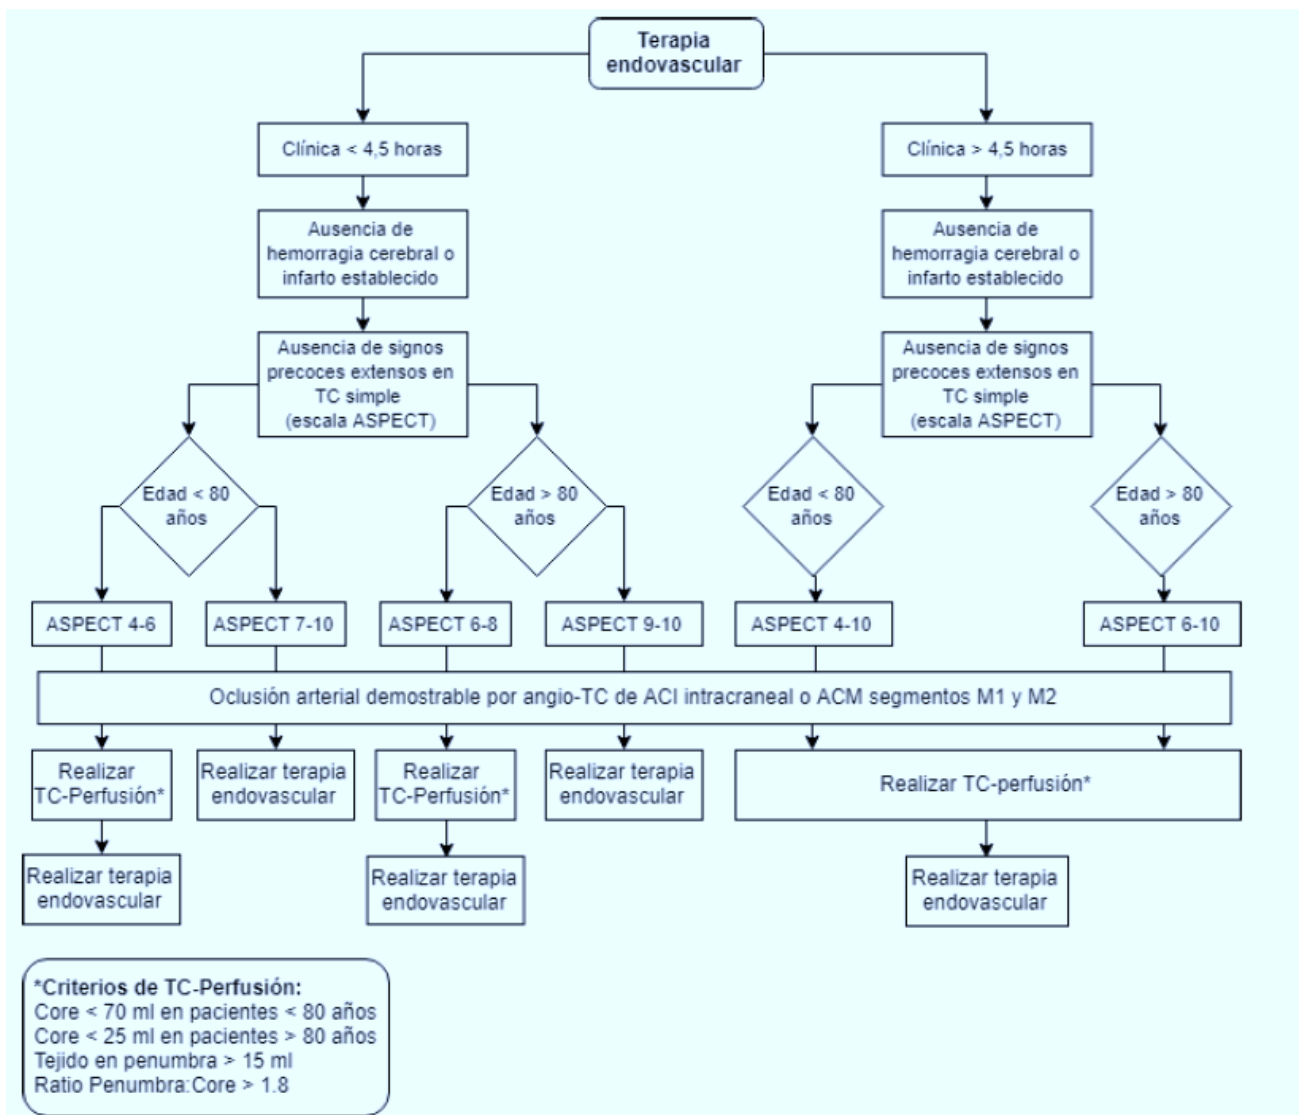 Terapia
endovascular
Clínica < 4,5 horas
Clínica > 4,5 horas
Ausencia de
hemorragia cerebral o
infarto establecido
Ausencia de
hemorragia cerebral o
infarto establecido
Ausencia de signos
precoces extensos en
TC simple
(escala ASPECT)
Ausencia de signos
precoces extensos en
TC simple
(escala ASPECT)
Edad < 80
años
Edad > 80
años
Edad < 80
años
Edad > 80
años
ASPECT 4-6
ASPECT 7-10
ASPECT 6-8
ASPECT 9-10
ASPECT 4-10
ASPECT 6-10
Oclusión arterial demostrable por angio-TC de ACI intracraneal o ACM segmentos M1 y M2
Realizar
TC-Perfusión*
Realizar terapia
endovascular
Realizar
TC-Perfusión*
Realizar terapia
endovascular
Realizar TC-perfusión*
Realizar terapia
endovascular
Realizar terapia
endovascular
Realizar terapia
endovascular
*Criterios de TC-Perfusión:
Core < 70 ml en pacientes < 80 años
Core < 25 ml en pacientes > 80 años
Tejido en penumbra > 15 ml
Ratio Penumbra:Core > 1.8